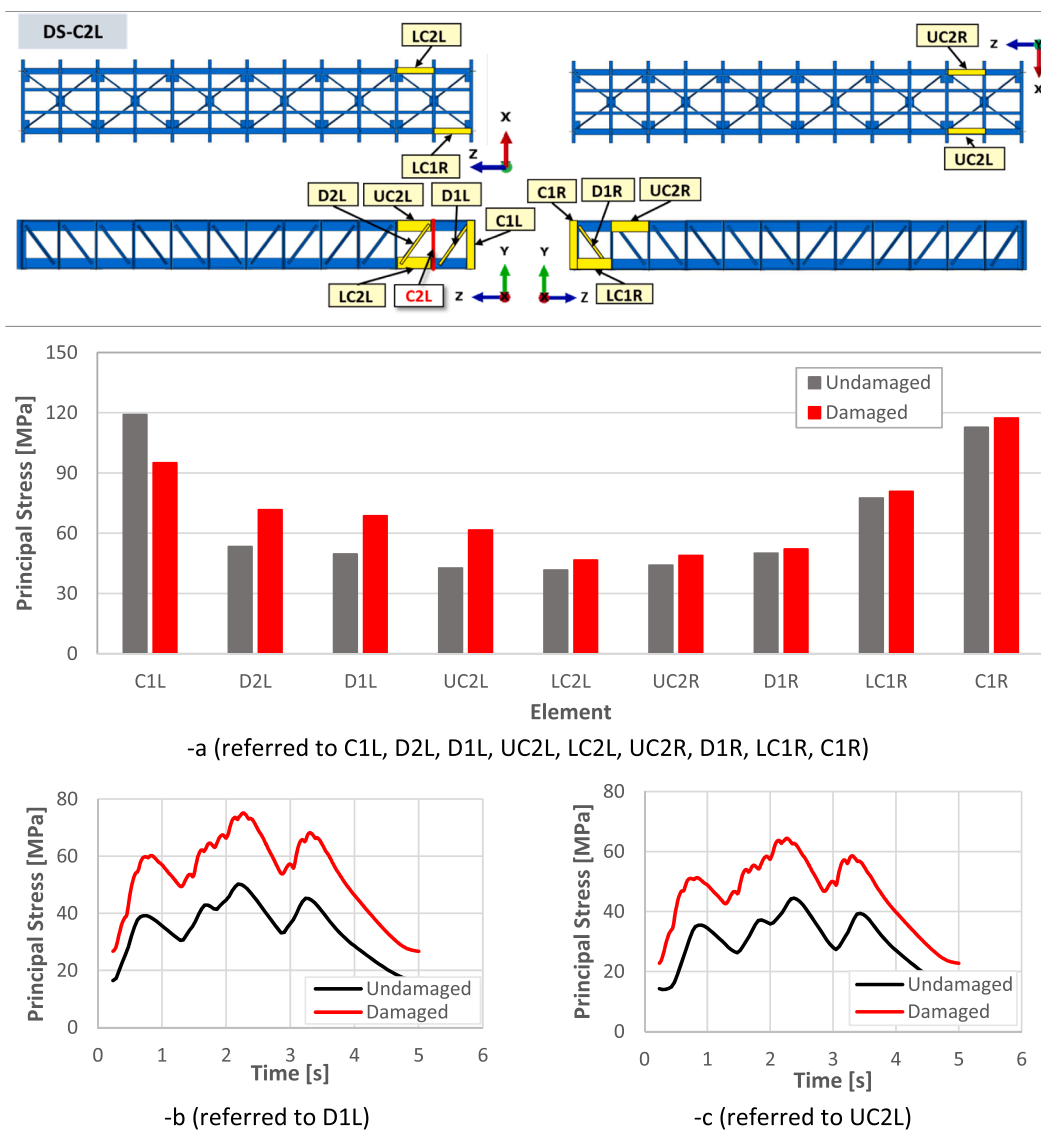 DS-C2L
LC2L
UC2R
Z
Y
X
X
Z
LC1R
UC2L
D2L
UC2L
D1L
C1L
C1R
D1R
UC2R
Y
Y
LC2L
C2L
Z
X
X
Z
LC1R
150
120
90
60
30
0
Principal Stress [MPa]
Undamaged
Damaged
C1L
D2L
D1L
UC2L
LC2L
UC2R
D1R
LC1R
C1R
Element
-a (referred to C1L, D2L, D1L, UC2L, LC2L, UC2R, D1R, LC1R, C1R)
80
60
40
20
0
Principal Stress [MPa]
Undamaged
Damaged
0
1
2
3
4
5
6
Time [s]
-b (referred to D1L)
80
60
40
20
0
Principal Stress [MPa]
Undamaged
Damaged
0
1
2
3
4
5
6
Time [s]
-c (referred to UC2L)